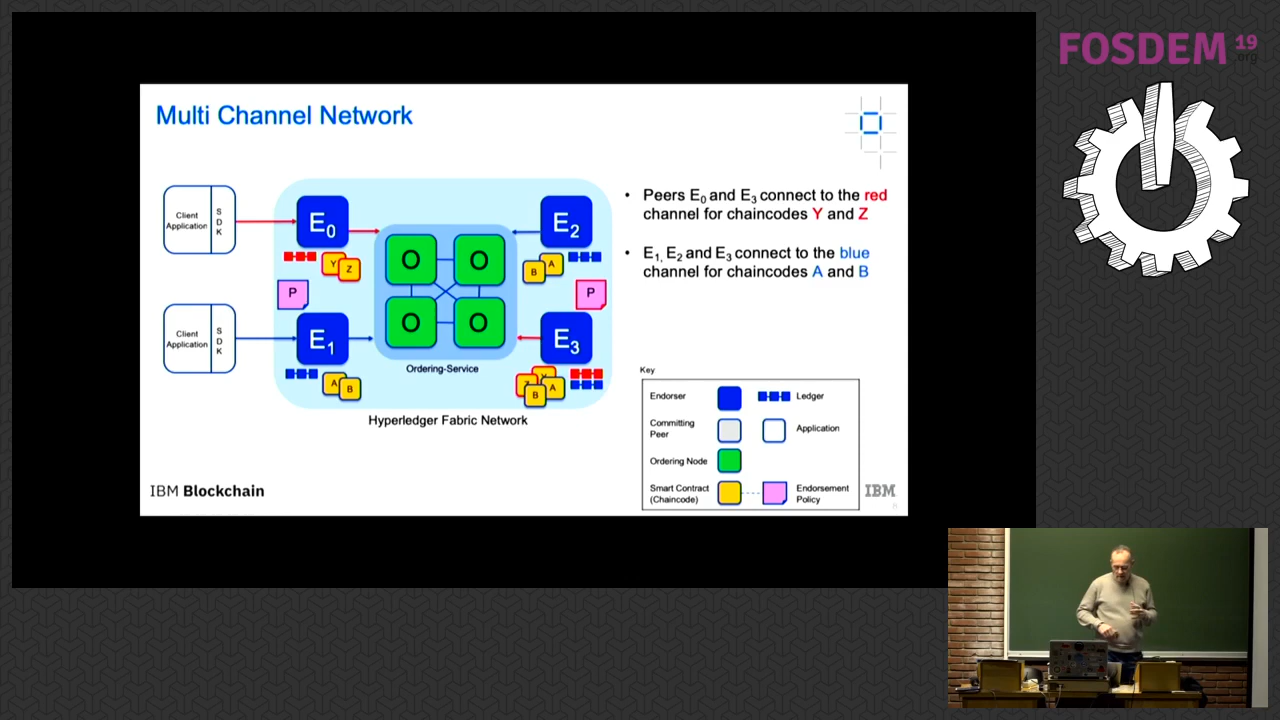 FOSDEM 19
.org
Multi Channel Network
Client
Application
SDK
E0
E2
Y
Z
A
B
P
P
O
O
O
O
Client
Application
SDK
E1
E3
A
B
A
B
Ordering-Service
Hyperledger Fabric Network
• Peers E0 and E3 connect to the red
channel for chaincodes Y and Z
• E1, E2 and E3 connect to the blue
channel for chaincodes A and B
Key
Endorser
Ledger
Committing
Peer
Application
Ordering Node
Smart Contract
(Chaincode)
Endorsement
Policy
IBM Blockchain
IBM
8